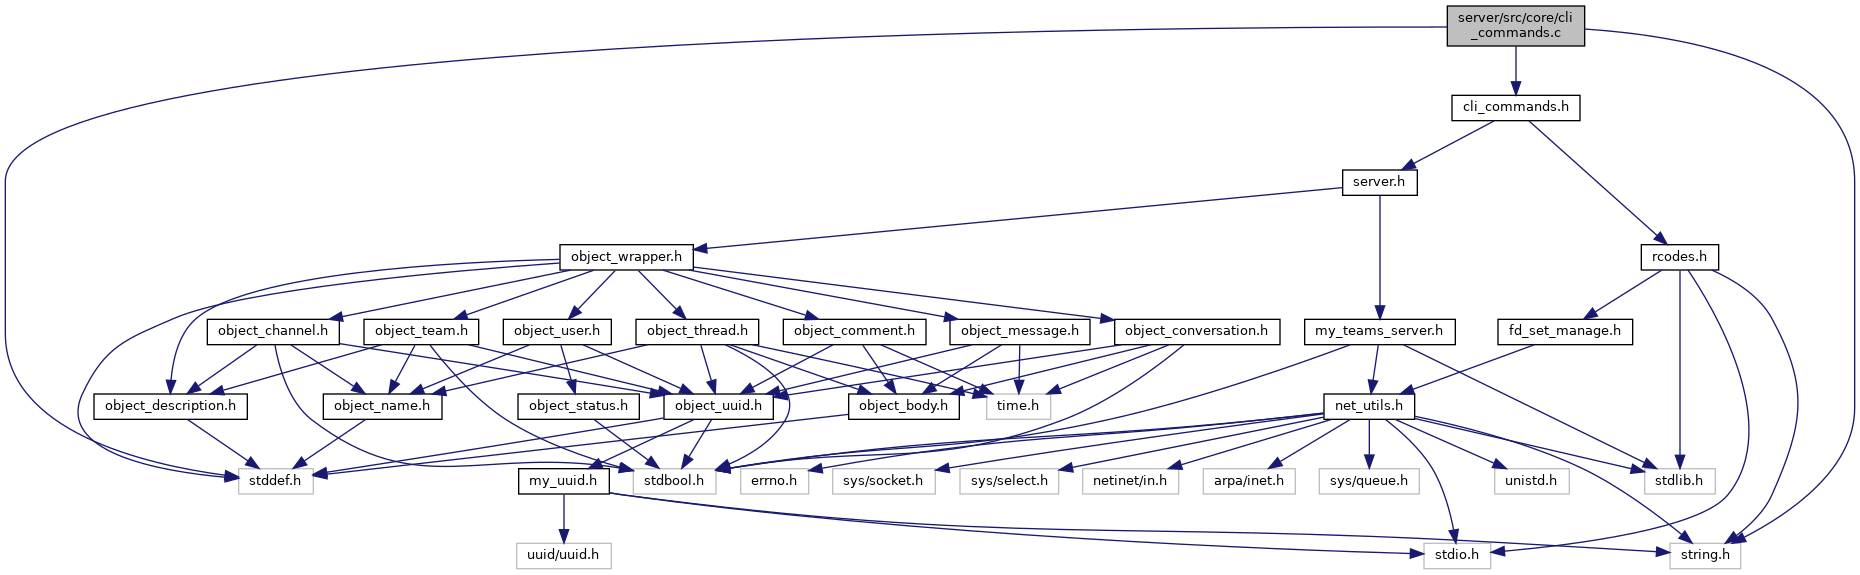 server/src/core/cli
_commands.c
cli_commands.h
server.h
object_wrapper.h
rcodes.h
object_channel.h
object_team.h
object_user.h
object_thread.h
object_comment.h
object_message.h
object_conversation.h
my_teams_server.h
fd_set_manage.h
object_description.h
object_name.h
object_status.h
object_uuid.h
object_body.h
time.h
net_utils.h
stddef.h
my_uuid.h
stdbool.h
errno.h
sys/socket.h
sys/select.h
netinet/in.h
arpa/inet.h
sys/queue.h
unistd.h
stdlib.h
uuid/uuid.h
stdio.h
string.h